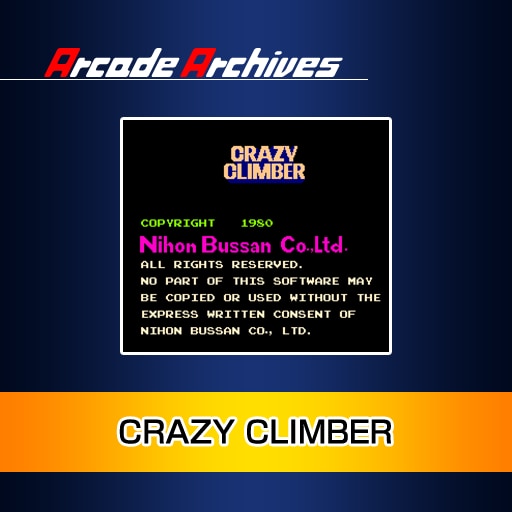 Arcade Archives
CRAZY
CLIMBER
COPYRIGHT 1980
Nihon Bussan Co.,Ltd.
ALL RIGHTS RESERVED.
NO PART OF THIS SOFTWARE MAY
BE COPIED OR USED WITHOUT THE
EXPRESS WRITTEN CONSENT OF
NIHON BUSSAN CO., LTD.
CRAZY CLIMBER